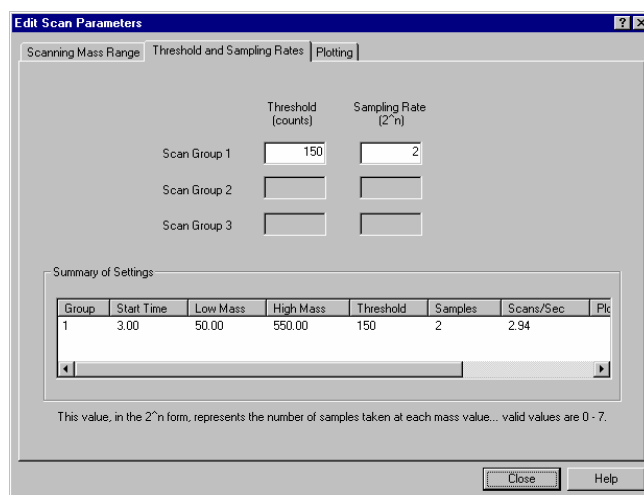 Edit Scan Parameters
Scanning Mass Range Threshold and Sampling Rates Plotting
Threshold (counts) Sampling Rate (2^n)
Scan Group 1 150 2
Scan Group 2
Scan Group 3
Summary of Settings
Group Start Time Low Mass High Mass Threshold Samples Scans/Sec Plo
1 3.00 50.00 550.00 150 2 2.94
This value, in the 2^n form, represents the number of samples taken at each mass value... valid values are 0 - 7.
Close Help